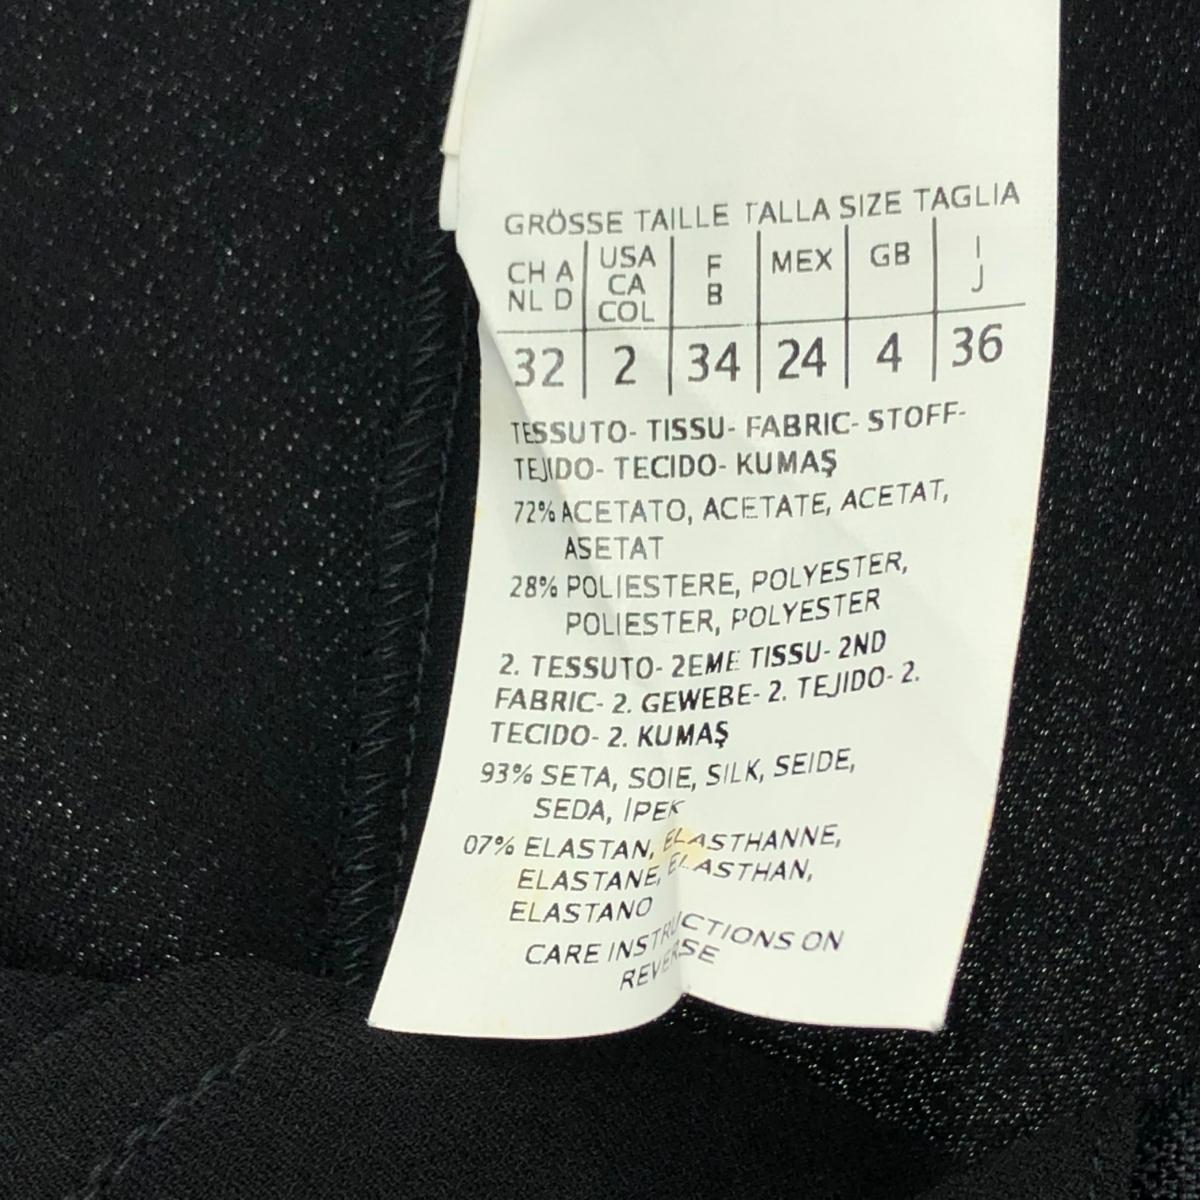 GRÖSSE TAILLE TALLA SIZE TAGLIA
CH A NL D | USA CA COL | F B | MEX | GB | I J
32 | 2 | 34 | 24 | 4 | 36
TESSUTO- TISSU- FABRIC- STOFF-
TEJIDO- TECIDO- KUMAŞ
72% ACETATO, ACETATE, ACETAT,
ASETAT
28% POLIESTERE, POLYESTER,
POLIESTER, POLYESTER
2. TESSUTO- 2EME TISSU- 2ND
FABRIC- 2. GEWEBE- 2. TEJIDO- 2.
TECIDO- 2. KUMAŞ
93% SETA, SOIE, SILK, SEIDE,
SEDA, İPEK
07% ELASTAN, ELASTHANNE,
ELASTANE, ELASTHAN,
ELASTANO
CARE INSTRUCTIONS ON
REVERSE